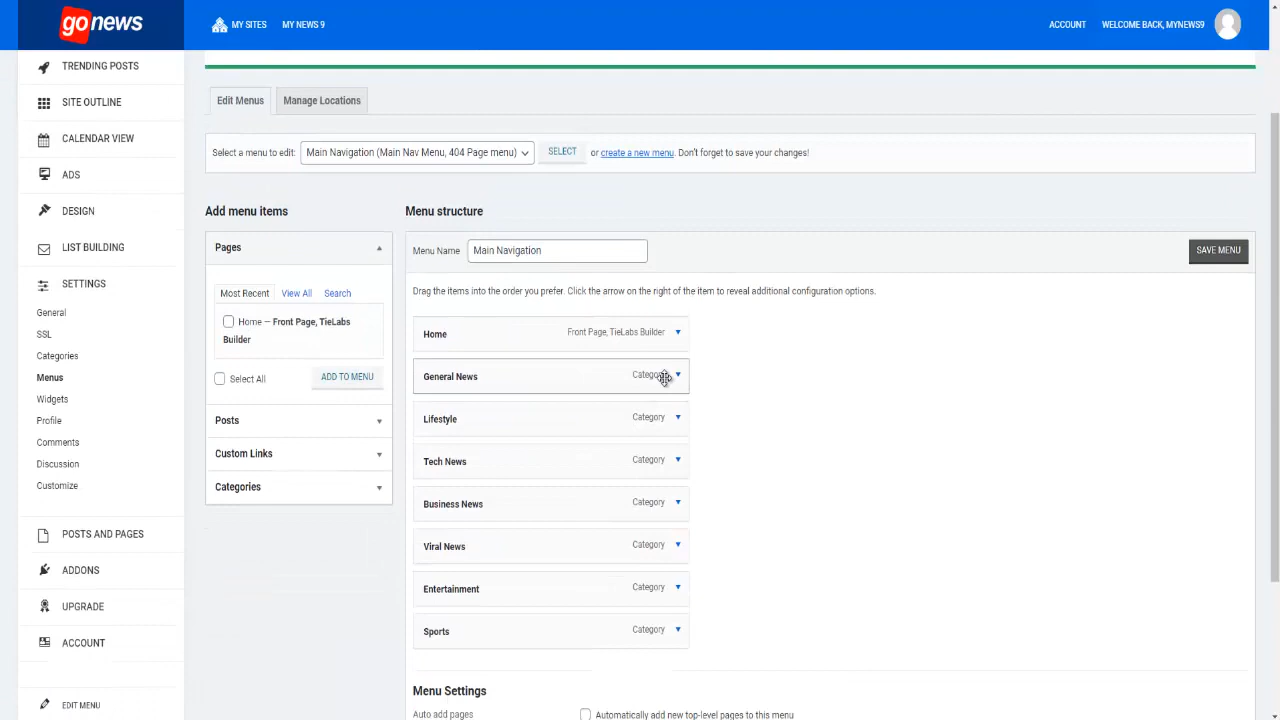 go news
MY SITES
MY NEWS 9
ACCOUNT
WELCOME BACK, MYNEWS9
TRENDING POSTS
SITE OUTLINE
CALENDAR VIEW
ADS
DESIGN
LIST BUILDING
SETTINGS
General
SSL
Categories
Menus
Widgets
Profile
Comments
Discussion
Customize
POSTS AND PAGES
ADDONS
UPGRADE
ACCOUNT
EDIT MENU
Edit Menus
Manage Locations
Select a menu to edit: Main Navigation (Main Nav Menu, 404 Page menu) SELECT or create a new menu. Don't forget to save your changes!
Add menu items
Pages
Most Recent View All Search
Home — Front Page, TieLabs
Builder
Select All ADD TO MENU
Posts
Custom Links
Categories
Menu structure
Menu Name Main Navigation SAVE MENU
Drag the items into the order you prefer. Click the arrow on the right of the item to reveal additional configuration options.
Home Front Page, TieLabs Builder
General News Category
Lifestyle Category
Tech News Category
Business News Category
Viral News Category
Entertainment Category
Sports Category
Menu Settings
Auto add pages Automatically add new top-level pages to this menu